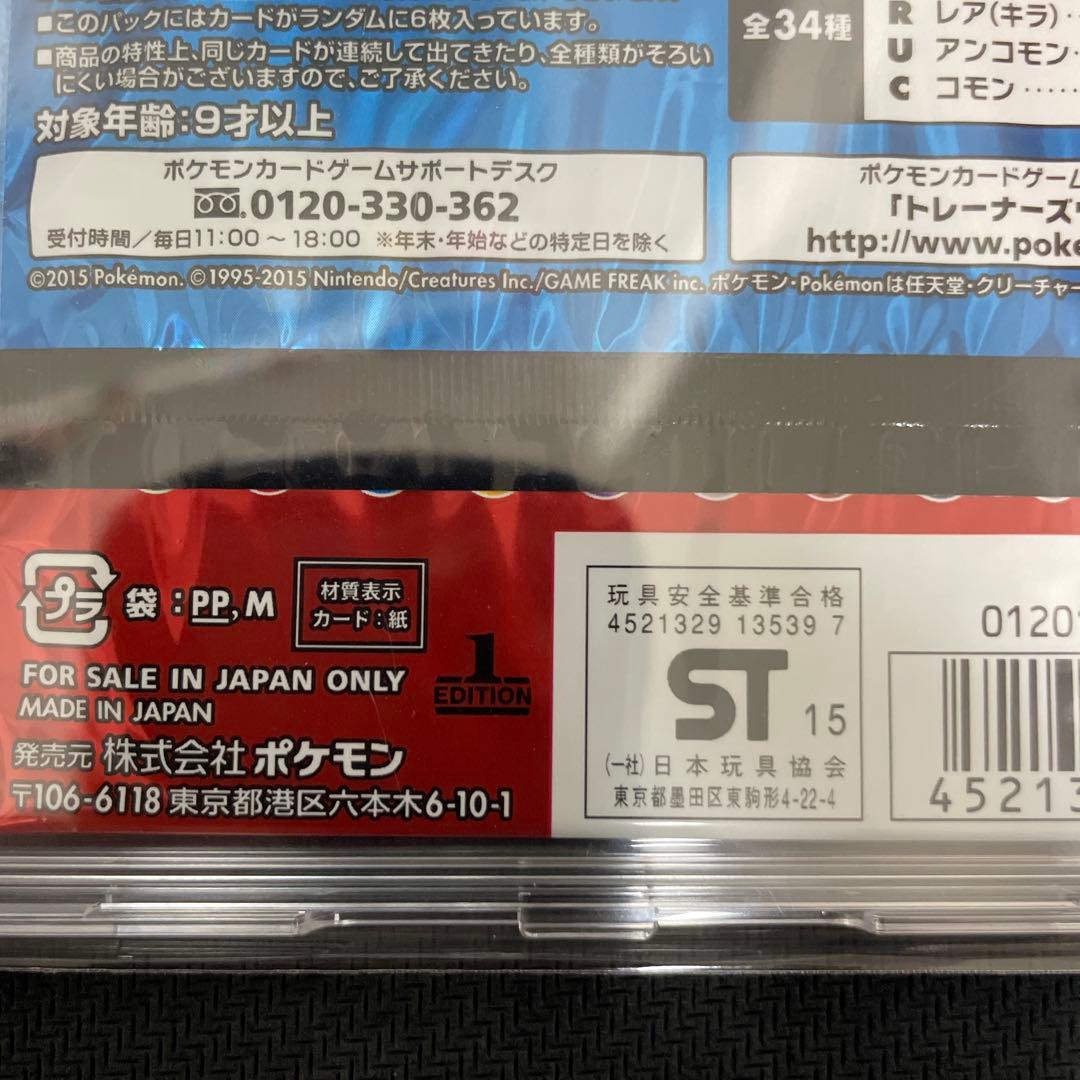 ■このパックにはカードがランダムに6枚入っています。
■商品の特性上、同じカードが連続して出てきたり、全種類がそろい
にくい場合がございますので、ご了承ください。
対象年齢:9才以上
全34種
R レア(キラ)‥
U アンコモン‥
C コモン……
ポケモンカードゲームサポートデスク
0120-330-362
受付時間/毎日11:00～18:00 ※年末・年始などの特定日を除く
ポケモンカードゲーム
「トレーナーズ
http://www.poke
©2015 Pokémon. ©1995-2015 Nintendo/Creatures Inc./GAME FREAK inc. ポケモン・Pokémonは任天堂・クリーチャー
プラ 袋:PP,M
材質表示
カード:紙
1
EDITION
FOR SALE IN JAPAN ONLY
MADE IN JAPAN
発売元 株式会社 ポケモン
〒106-6118 東京都港区六本木6-10-1
玩具安全基準合格
4521329 13539 7
ST 15
(一社)日本玩具協会
東京都墨田区東駒形4-22-4
0120
45213